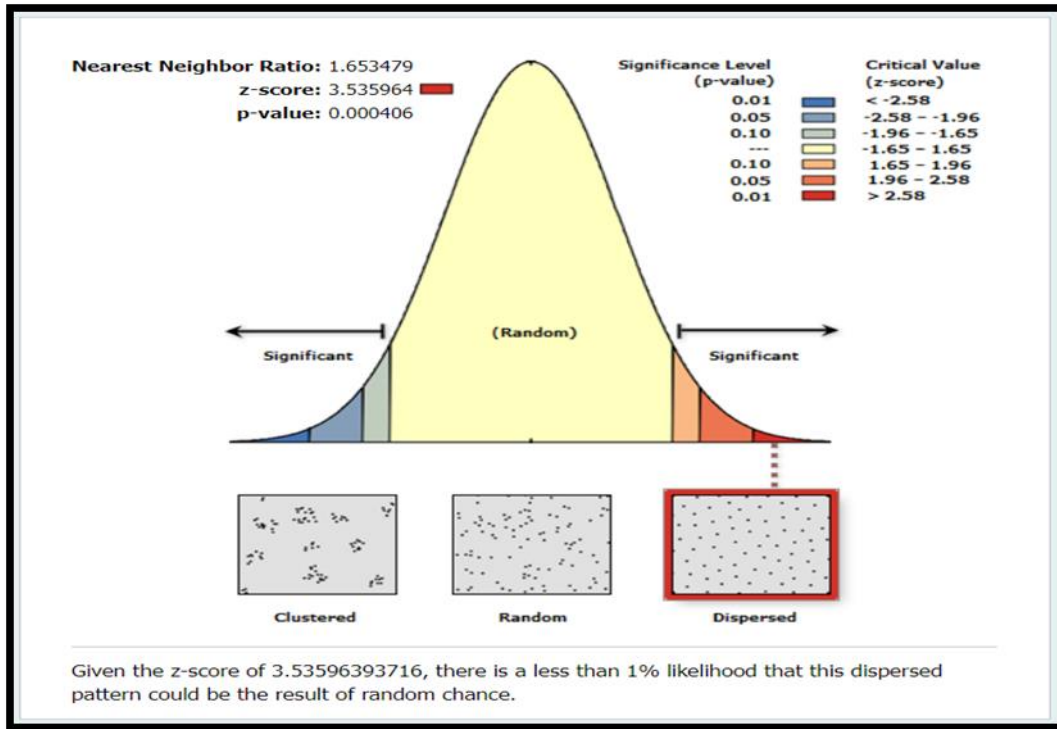 Nearest Neighbor Ratio: 1.653479
z-score: 3.535964
p-value: 0.000406
Significance Level
(p-value)
Critical Value
(z-score)
0.01 < -2.58
0.05 -2.58 - -1.96
0.10 -1.96 - -1.65
--- -1.65 - 1.65
0.10 1.65 - 1.96
0.05 1.96 - 2.58
0.01 > 2.58
(Random)
Significant
Significant
Clustered
Random
Dispersed
Given the z-score of 3.53596393716, there is a less than 1% likelihood that this dispersed
pattern could be the result of random chance.